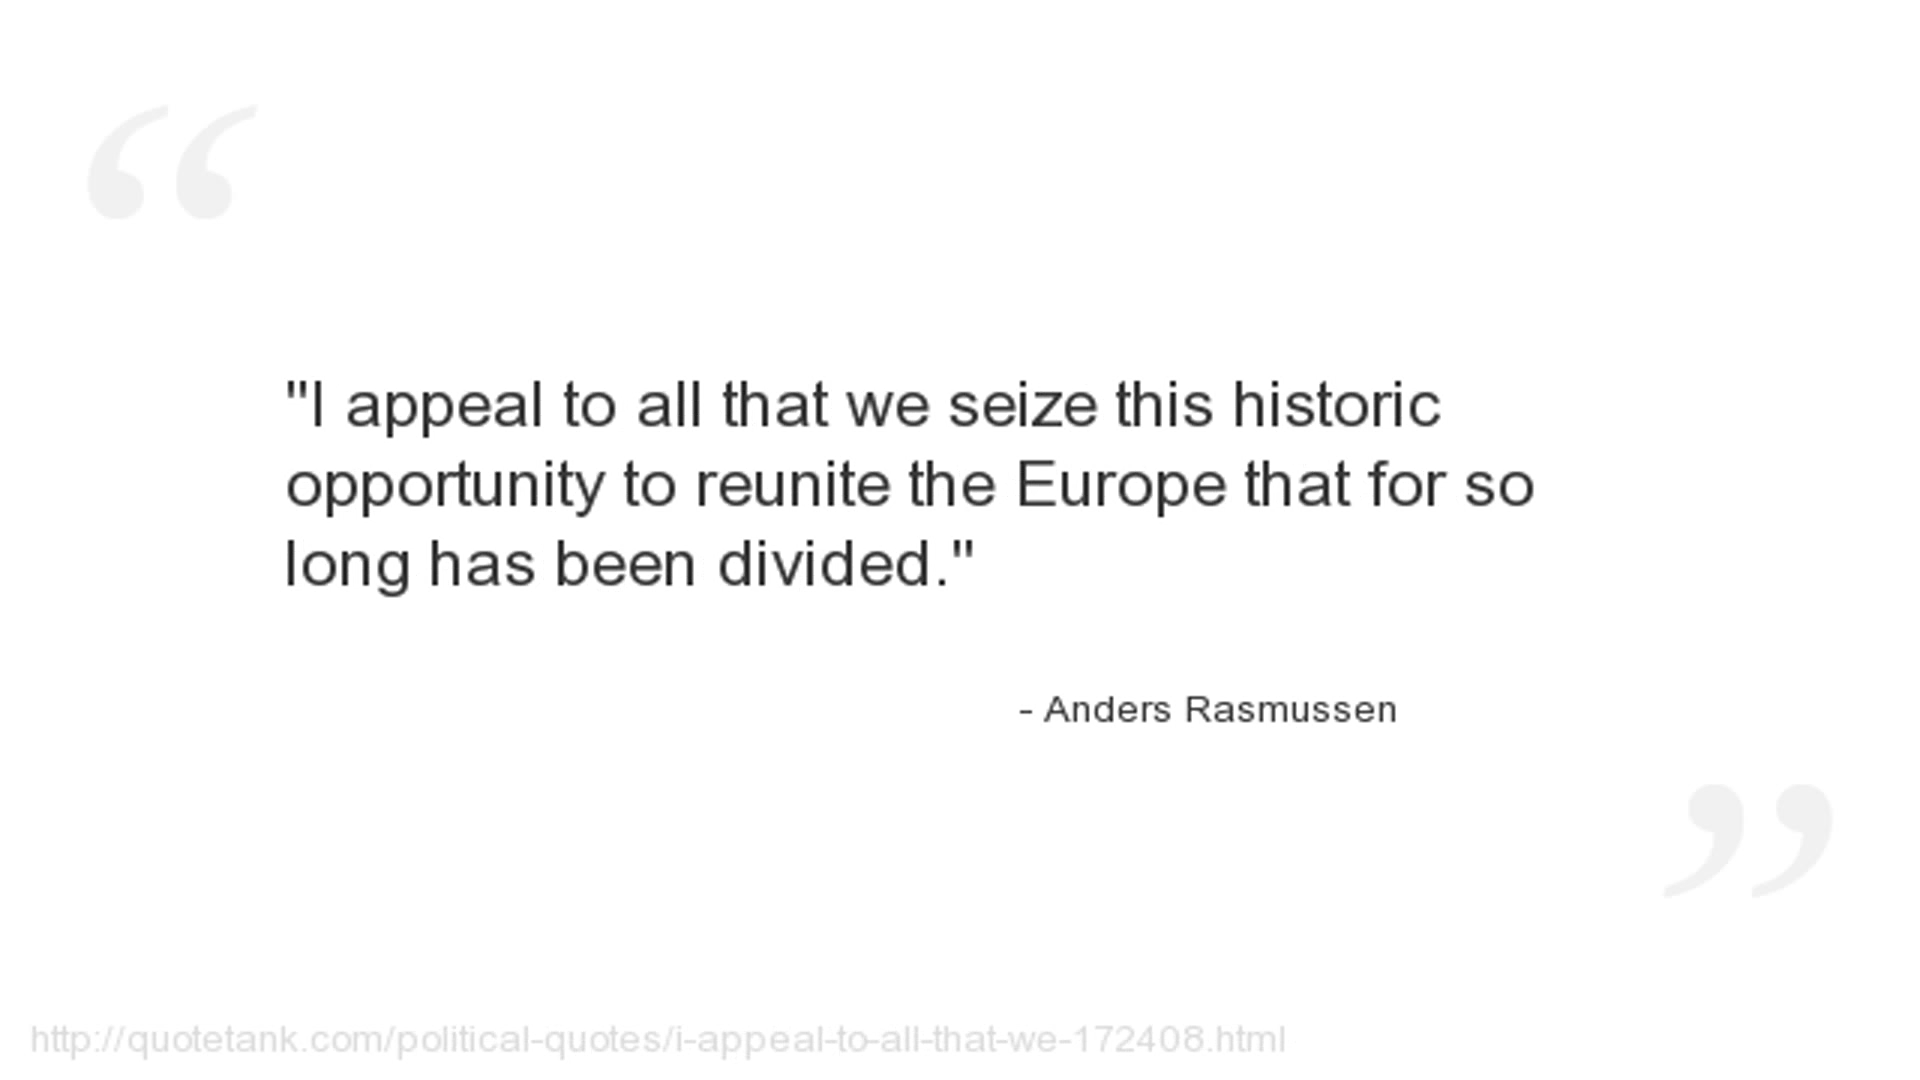 "I appeal to all that we seize this historic
opportunity to reunite the Europe that for so
long has been divided."
- Anders Rasmussen
http://quotetank.com/political-quotes/i-appeal-to-all-that-we-172408.html